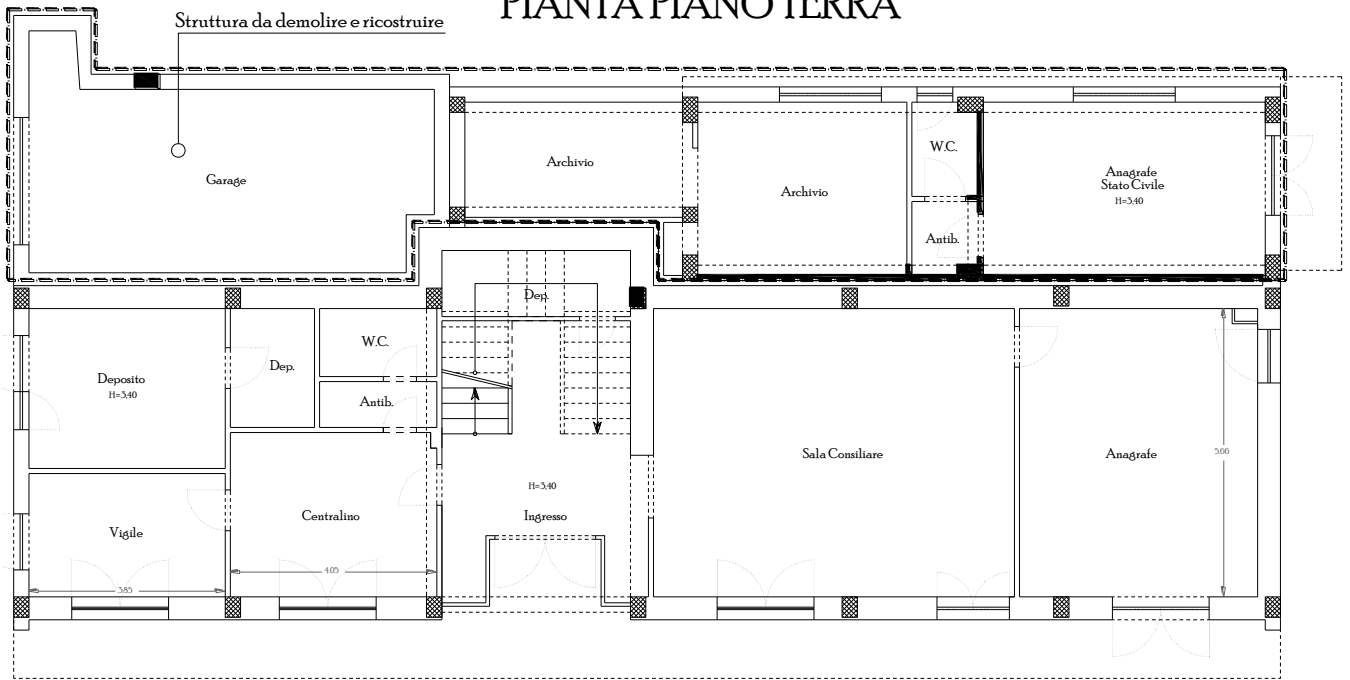 PIANTA PIANO TERRA
Struttura da demolire e ricostruire
Garage
Archivio
Archivio
W.C.
Antib.
Anagrafe
Stato Civile
H=3,40
Dep.
Deposito
H=3,40
Dep.
W.C.
Antib.
Sala Consiliare
Anagrafe
5.66
Vigile
Centralino
H=3,40
Ingresso
3.85
4.05